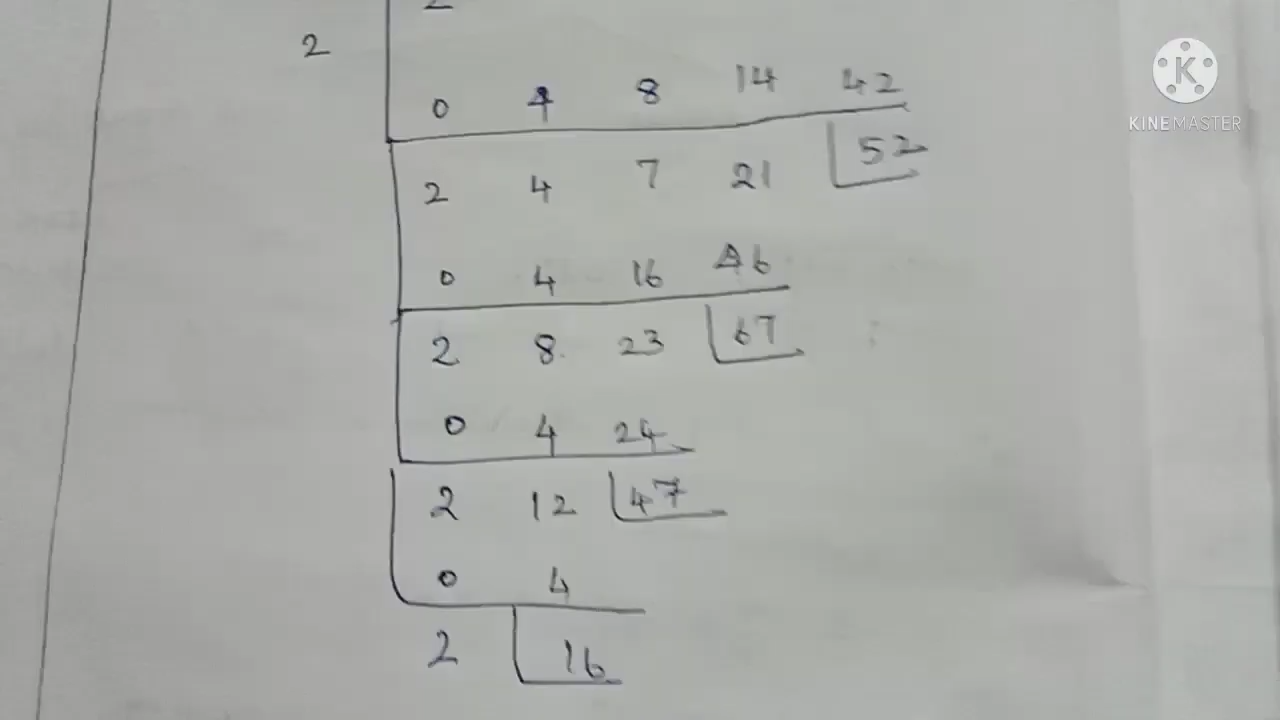 2
0 4 8 14 42
2 4 7 21 52
0 4 16 46
2 8 23 67
0 4 24
2 12 47
0 4
2 16
K
KINEMASTER